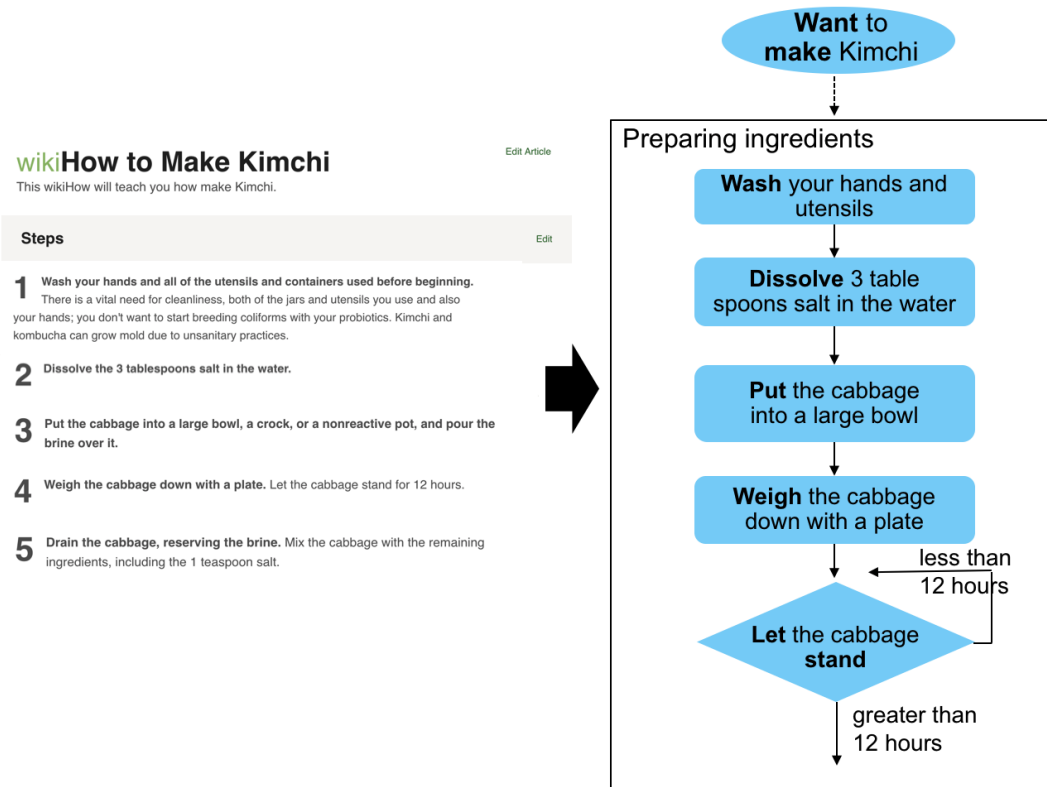 wikiHow to Make Kimchi
Edit Article
This wikiHow will teach you how make Kimchi.
Steps
Edit
1 Wash your hands and all of the utensils and containers used before beginning.
There is a vital need for cleanliness, both of the jars and utensils you use and also
your hands; you don't want to start breeding coliforms with your probiotics. Kimchi and
kombucha can grow mold due to unsanitary practices.
2 Dissolve the 3 tablespoons salt in the water.
3 Put the cabbage into a large bowl, a crock, or a nonreactive pot, and pour the
brine over it.
4 Weigh the cabbage down with a plate. Let the cabbage stand for 12 hours.
5 Drain the cabbage, reserving the brine. Mix the cabbage with the remaining
ingredients, including the 1 teaspoon salt.
Want to
make Kimchi
Preparing ingredients
Wash your hands and
utensils
Dissolve 3 table
spoons salt in the water
Put the cabbage
into a large bowl
Weigh the cabbage
down with a plate
less than
12 hours
Let the cabbage
stand
greater than
12 hours